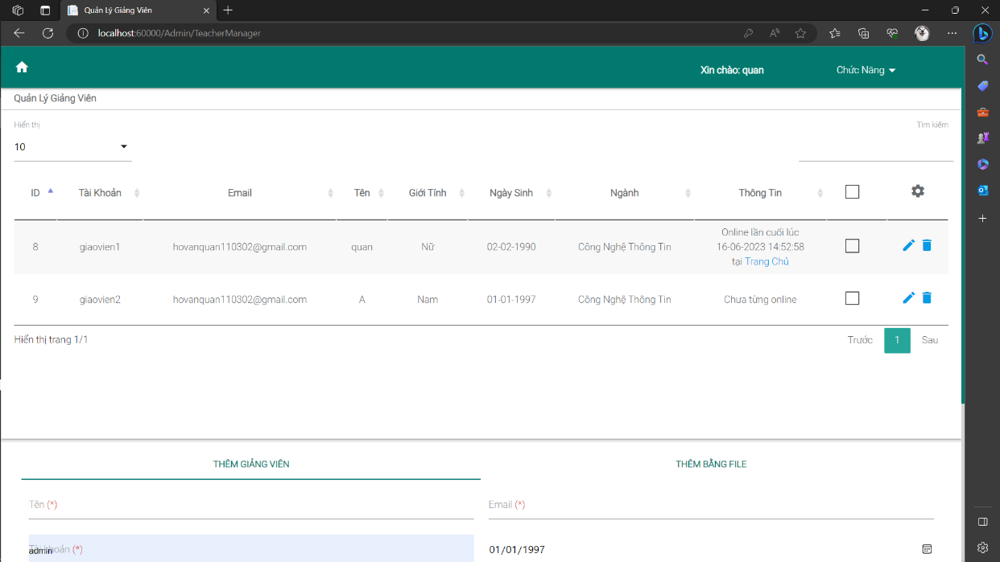 Quản Lý Giảng Viên
localhost:60000/Admin/TeacherManager
Xin chào: quan
Chức Năng
Quản Lý Giảng Viên
Hiển thị
Tìm kiếm
10
ID Tài Khoản Email Tên Giới Tính Ngày Sinh Ngành Thông Tin
8 giaovien1 hovanquan110302@gmail.com quan Nữ 02-02-1990 Công Nghệ Thông Tin Online lần cuối lúc
16-06-2023 14:52:58
tại Trang Chủ
9 giaovien2 hovanquan110302@gmail.com A Nam 01-01-1997 Công Nghệ Thông Tin Chưa từng online
Hiển thị trang 1/1
Trước 1 Sau
THÊM GIẢNG VIÊN
THÊM BẰNG FILE
Tên (*)
Email (*)
Tài khoản (*)
admin
01/01/1997